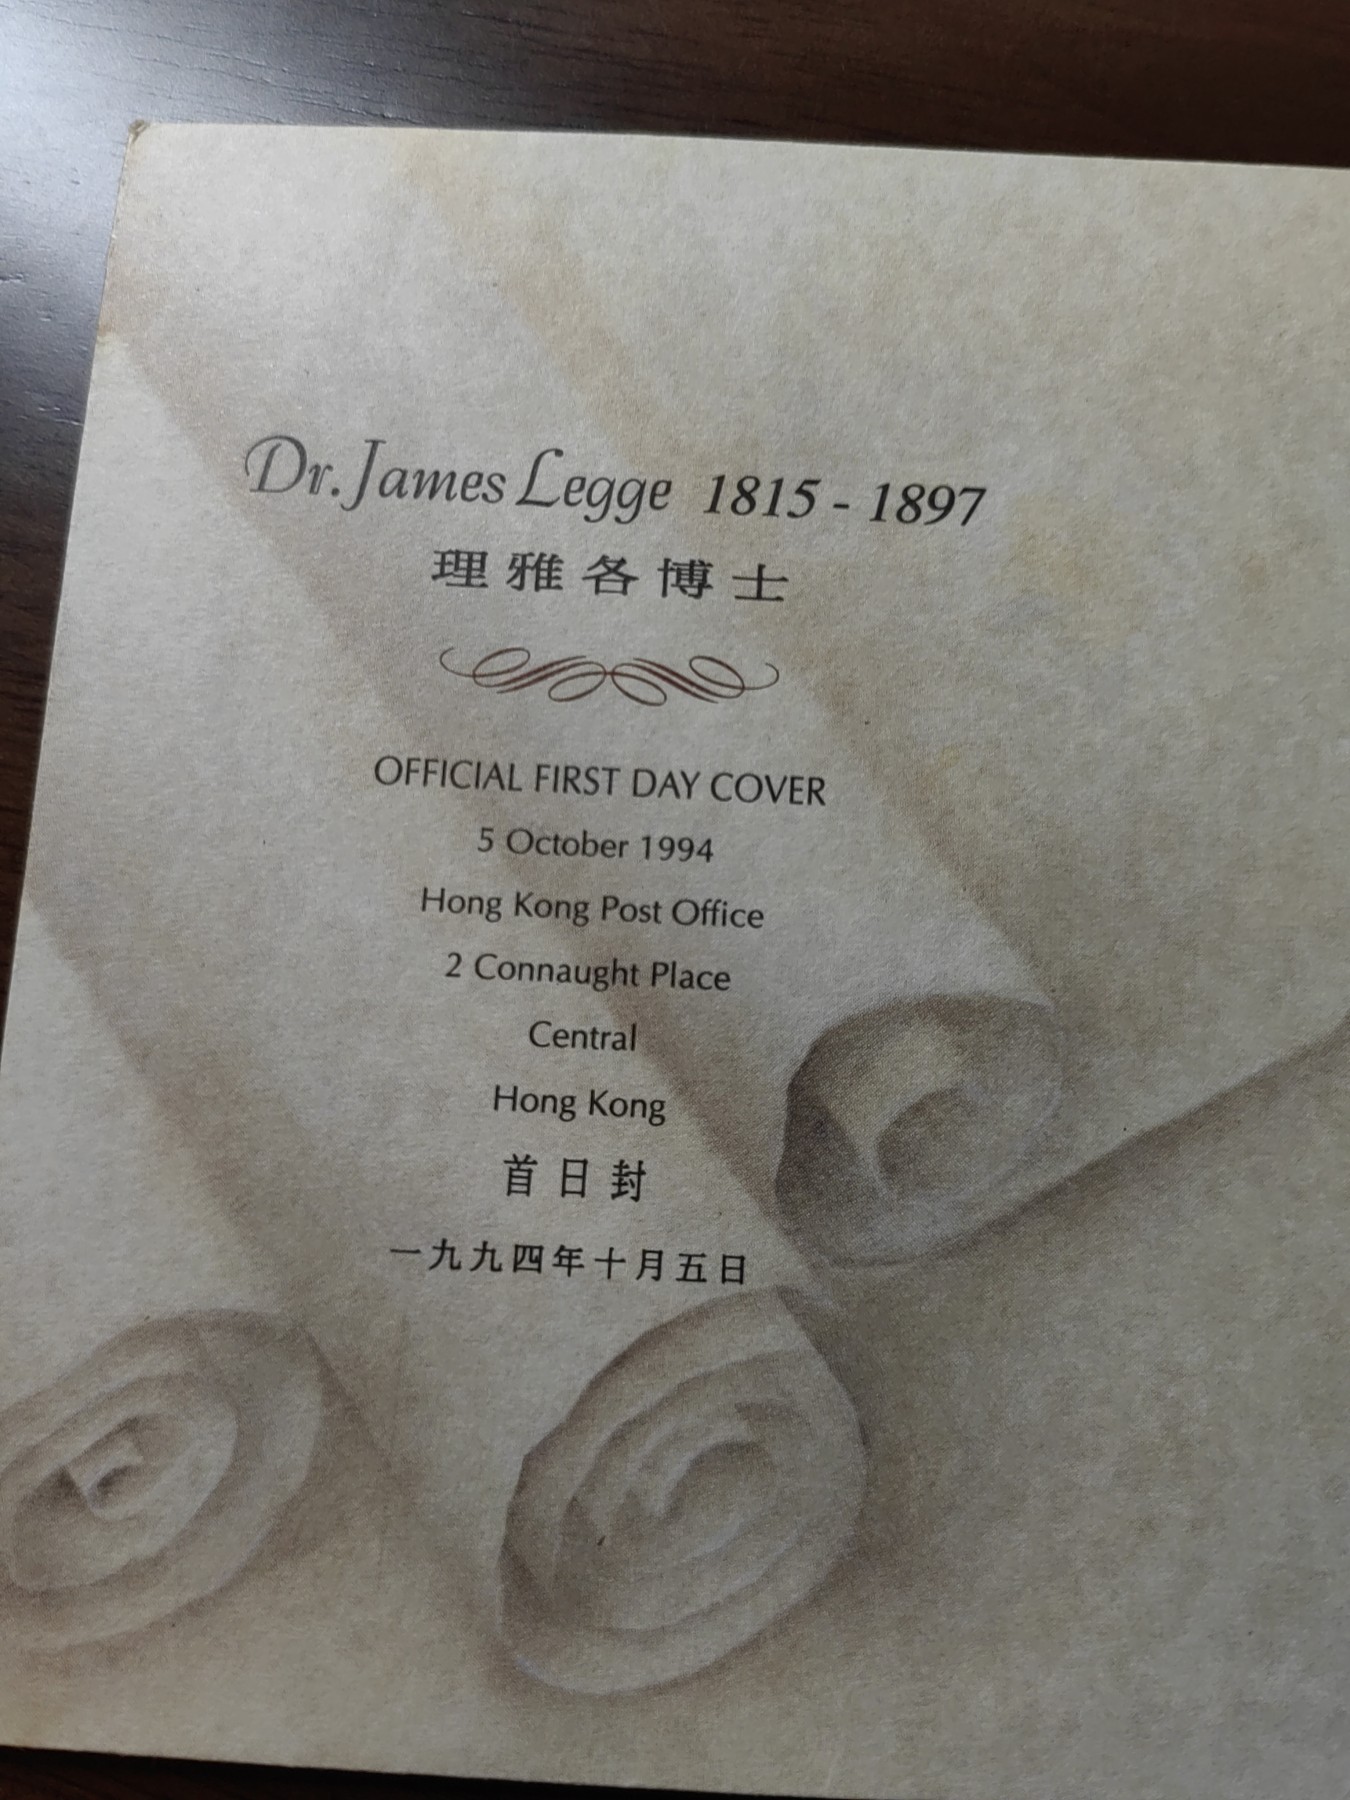 Dr. James Legge 1815 - 1897
理雅各博士
OFFICIAL FIRST DAY COVER
5 October 1994
Hong Kong Post Office
2 Connaught Place
Central
Hong Kong
首日封
一九九四年十月五日